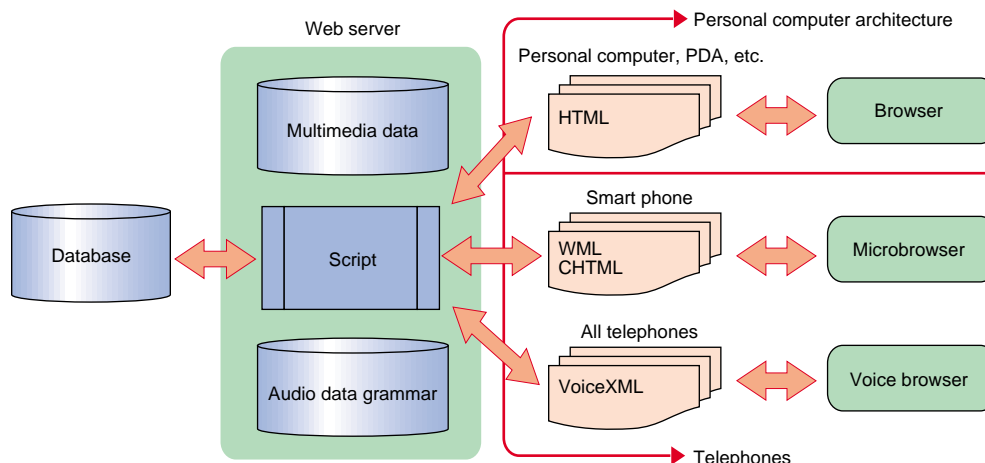 Web server
Personal computer architecture
Personal computer, PDA, etc.
Multimedia data
HTML
Browser
Database
Script
Smart phone
WML
CHTML
Microbrowser
Audio data grammar
All telephones
VoiceXML
Voice browser
Telephones